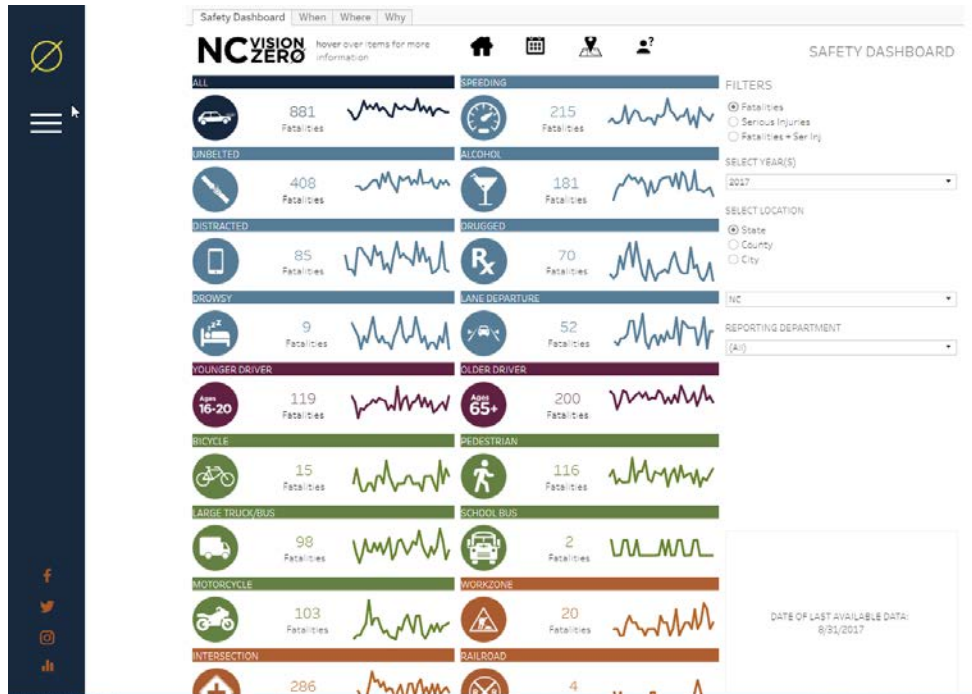 Safety Dashboard When Where Why
NC VISION ZERO hover over items for more information
SAFETY DASHBOARD
ALL
881
Fatalities
SPEEDING
215
Fatalities
UNBELTED
408
Fatalities
ALCOHOL
181
Fatalities
DISTRACTED
85
Fatalities
DRUGGED
Rx
70
Fatalities
DROWSY
zzZ
9
Fatalities
LANE DEPARTURE
52
Fatalities
YOUNGER DRIVER
Ages
16-20
119
Fatalities
OLDER DRIVER
Ages
65+
200
Fatalities
BICYCLE
15
Fatalities
PEDESTRIAN
116
Fatalities
LARGE TRUCK/BUS
98
Fatalities
SCHOOL BUS
2
Fatalities
MOTORCYCLE
103
Fatalities
WORKZONE
20
Fatalities
INTERSECTION
286
RAILROAD
4
FILTERS
Fatalities
Serious Injuries
Fatalities + Ser Inj
SELECT YEAR(S)
2017
SELECT LOCATION
State
County
City
NC
REPORTING DEPARTMENT
(All)
DATE OF LAST AVAILABLE DATA:
8/31/2017